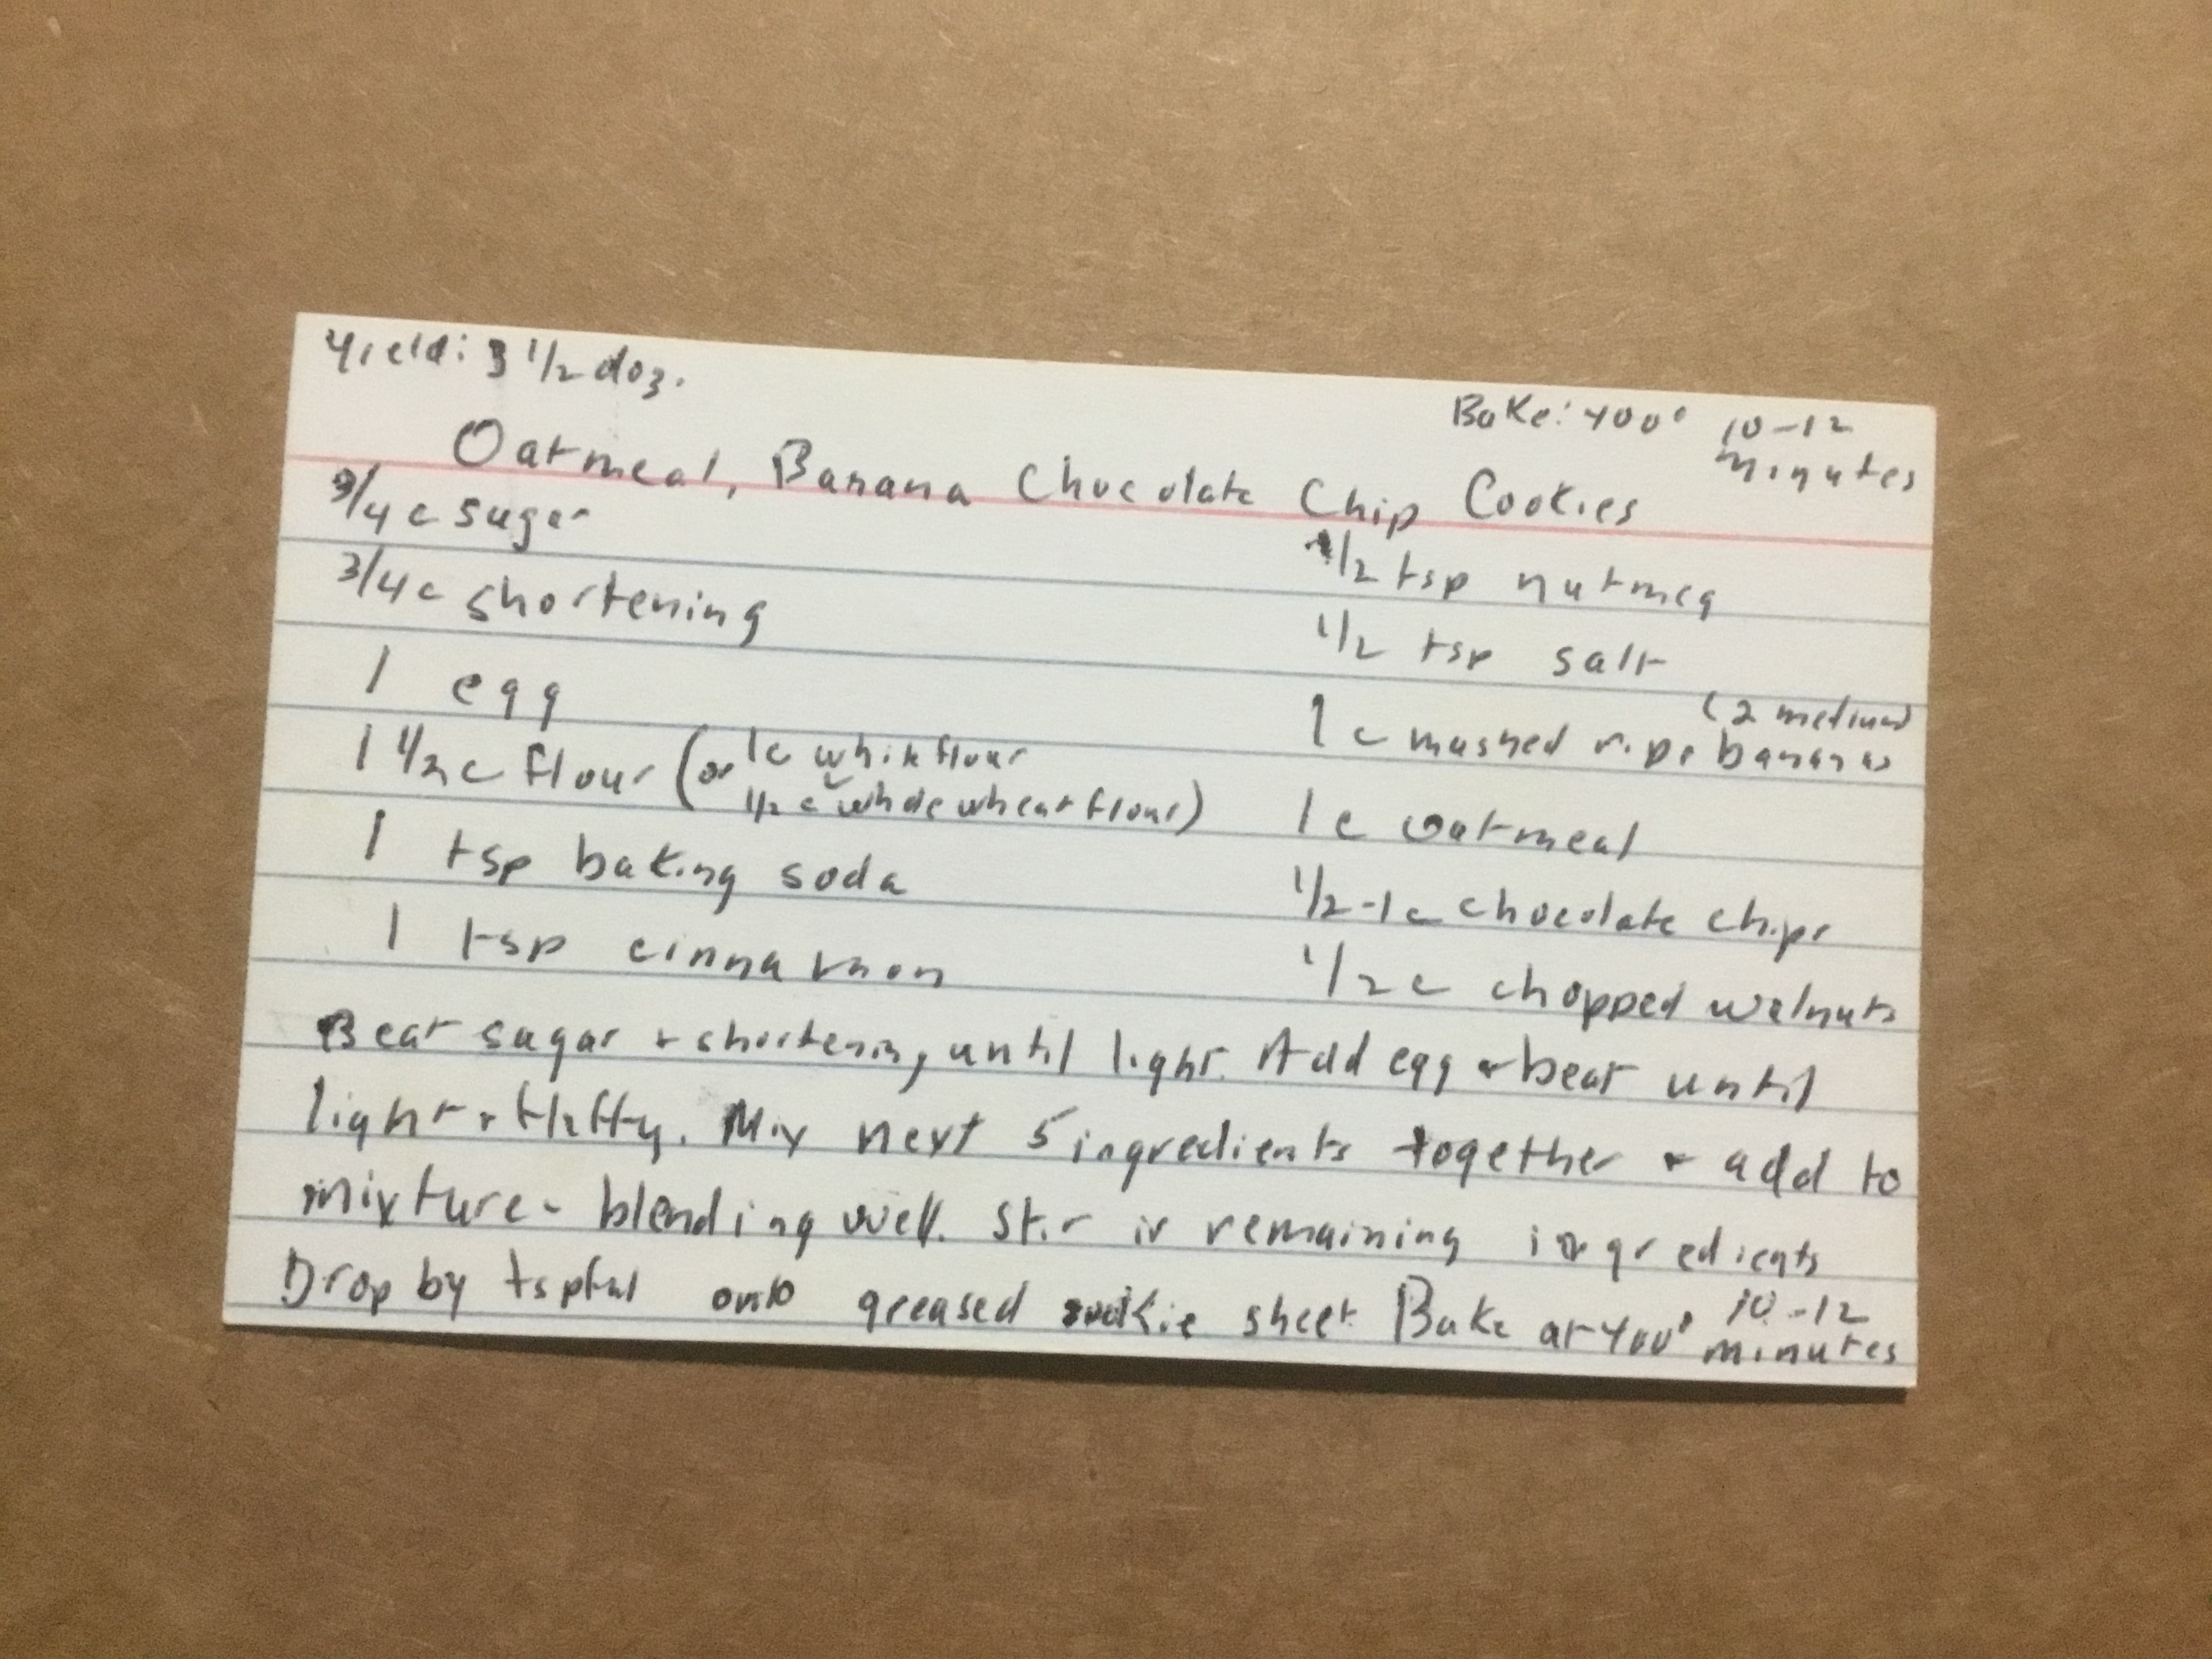 Yield: 3 1/2 doz.
Bake: 400° 10-12 minutes
Oatmeal, Banana Chocolate Chip Cookies
3/4 c sugar
3/4 c shortening
1 egg
1 1/2 c flour (or 1c white flour
1/2 c whole wheat flour)
1 tsp baking soda
1 tsp cinnamon
1/2 tsp nutmeg
1/2 tsp salt
(2 medium)
1 c mashed ripe bananas
1 c oatmeal
1/2-1 c chocolate chips
1/2 c chopped walnuts
Beat sugar + shortening until light. Add egg + beat until
light + fluffy. Mix next 5 ingredients together + add to
mixture - blending well. Stir in remaining ingredients
Drop by tspful onto greased cookie sheet Bake at 400° 10-12 minutes